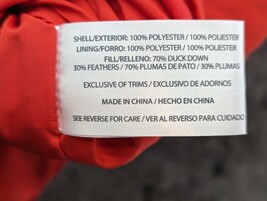 SHELL/EXTERIOR: 100% POLYESTER / 100% POLIESTER
LINING/FORRO: 100% POLYESTER / 100% POLIESTER
FILL/RELLENO: 70% DUCK DOWN
30% FEATHERS / 70% PLUMAS DE PATO / 30% PLUMAS
EXCLUSIVE OF TRIMS / EXCLUSIVO DE ADORNOS
MADE IN CHINA / HECHO EN CHINA
SEE REVERSE FOR CARE / VER AL REVERSO PARA CUIDADO